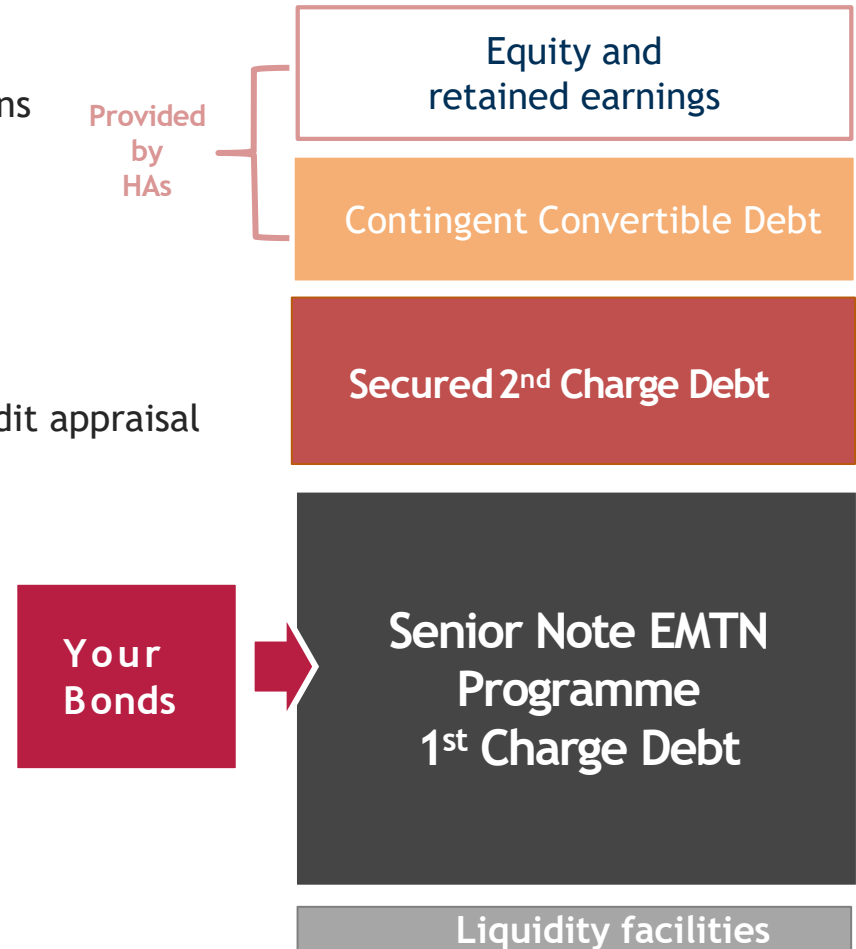 ns
Provided
by
HAs
Equity and
retained earnings
Contingent Convertible Debt
Secured 2nd Charge Debt
dit appraisal
Your
Bonds
Senior Note EMTN
Programme
1st Charge Debt
Liquidity facilities